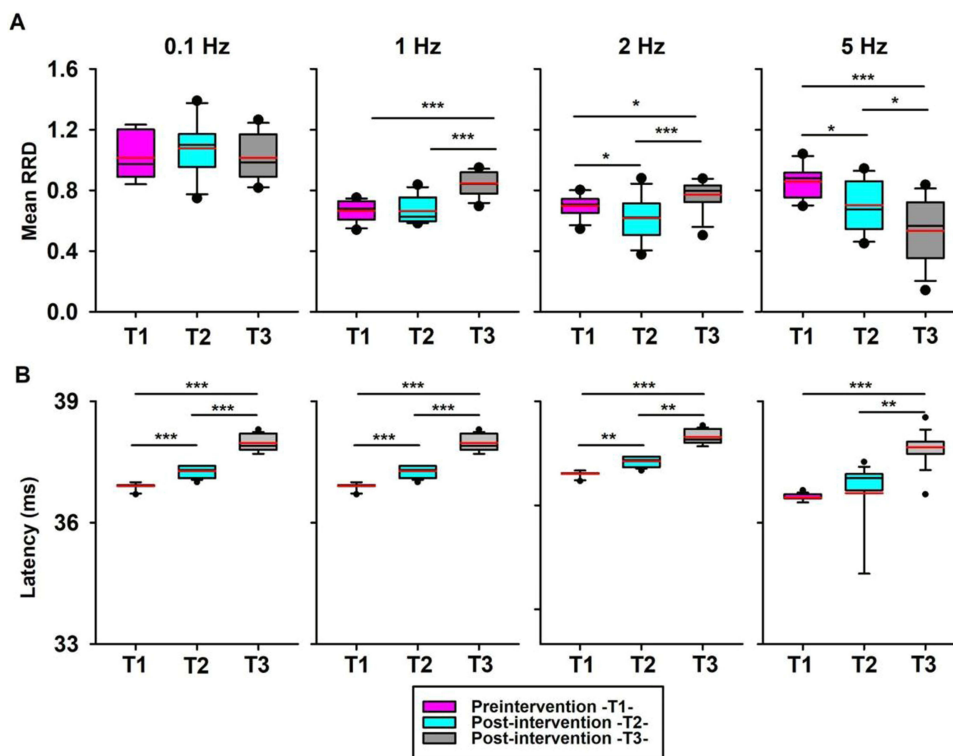 A
0.1 Hz 1 Hz 2 Hz 5 Hz
Mean RRD
1.6
1.2
0.8
0.4
0.0
*** *** * *** * *** * *
T1 T2 T3 T1 T2 T3 T1 T2 T3 T1 T2 T3
B
Latency (ms)
39
36
33
*** *** *** ***
*** *** ** **
*** *** **
T1 T2 T3 T1 T2 T3 T1 T2 T3 T1 T2 T3
Preintervention -T1-
Post-intervention -T2-
Post-intervention -T3-